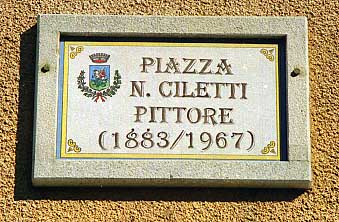 PIAZZA
N. CILETTI
PITTORE
(1883/1967)